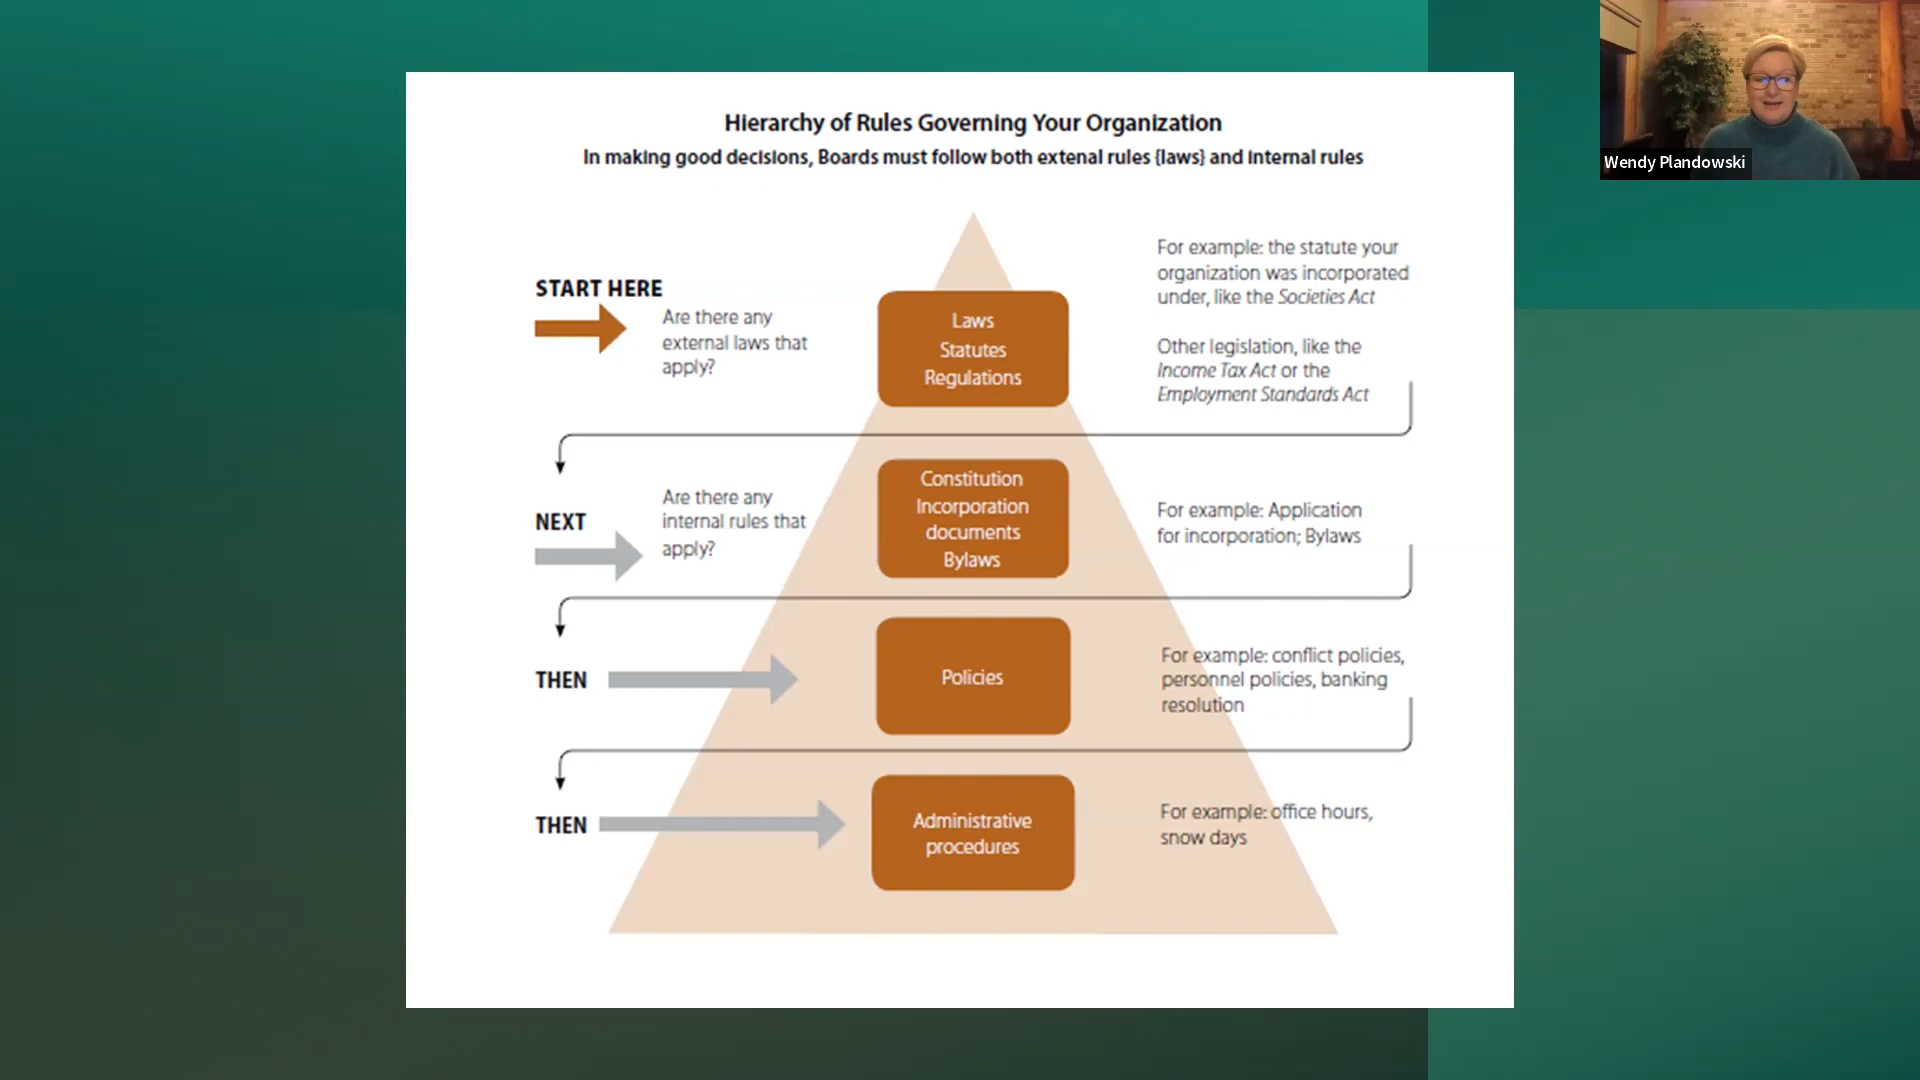 Hierarchy of Rules Governing Your Organization
In making good decisions, Boards must follow both extenal rules {laws} and internal rules
START HERE
Are there any
external laws that
apply?
Laws
Statutes
Regulations
For example: the statute your
organization was incorporated
under, like the Societies Act
Other legislation, like the
Income Tax Act or the
Employment Standards Act
NEXT
Are there any
internal rules that
apply?
Constitution
Incorporation
documents
Bylaws
For example: Application
for incorporation; Bylaws
THEN
Policies
For example: conflict policies,
personnel policies, banking
resolution
THEN
Administrative
procedures
For example: office hours,
snow days
Wendy Plandowski